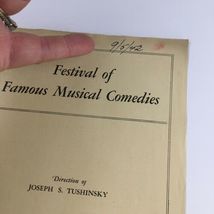 9/5/42
Festival of
Famous Musical Comedies
Direction of
JOSEPH S. TUSHINSKY